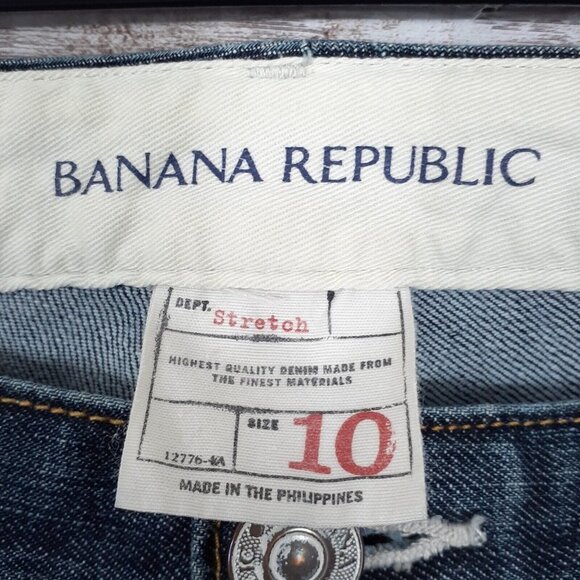 BANANA REPUBLIC
DEPT.
Stretch
HIGHEST QUALITY DENIM MADE FROM
THE FINEST MATERIALS
SIZE 10
MADE IN THE PHILIPPINES